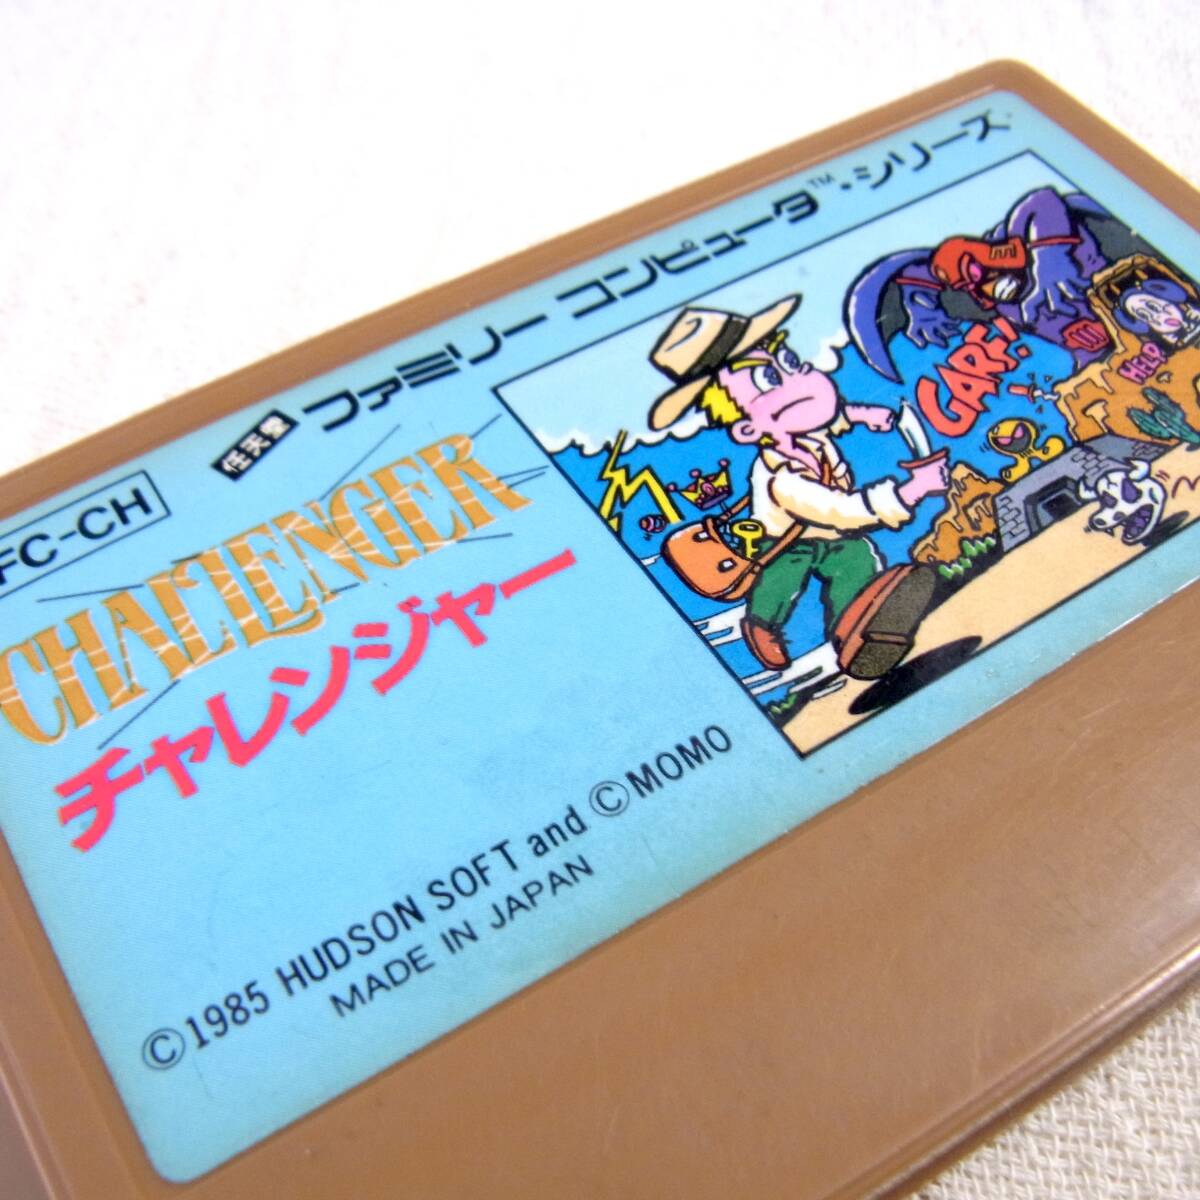 FC-CH
任天堂 ファミリー コンピュータ™・シリーズ
CHALLENGER
チャレンジャー
GARF!
HELP
©1985 HUDSON SOFT and ©MOMO
MADE IN JAPAN